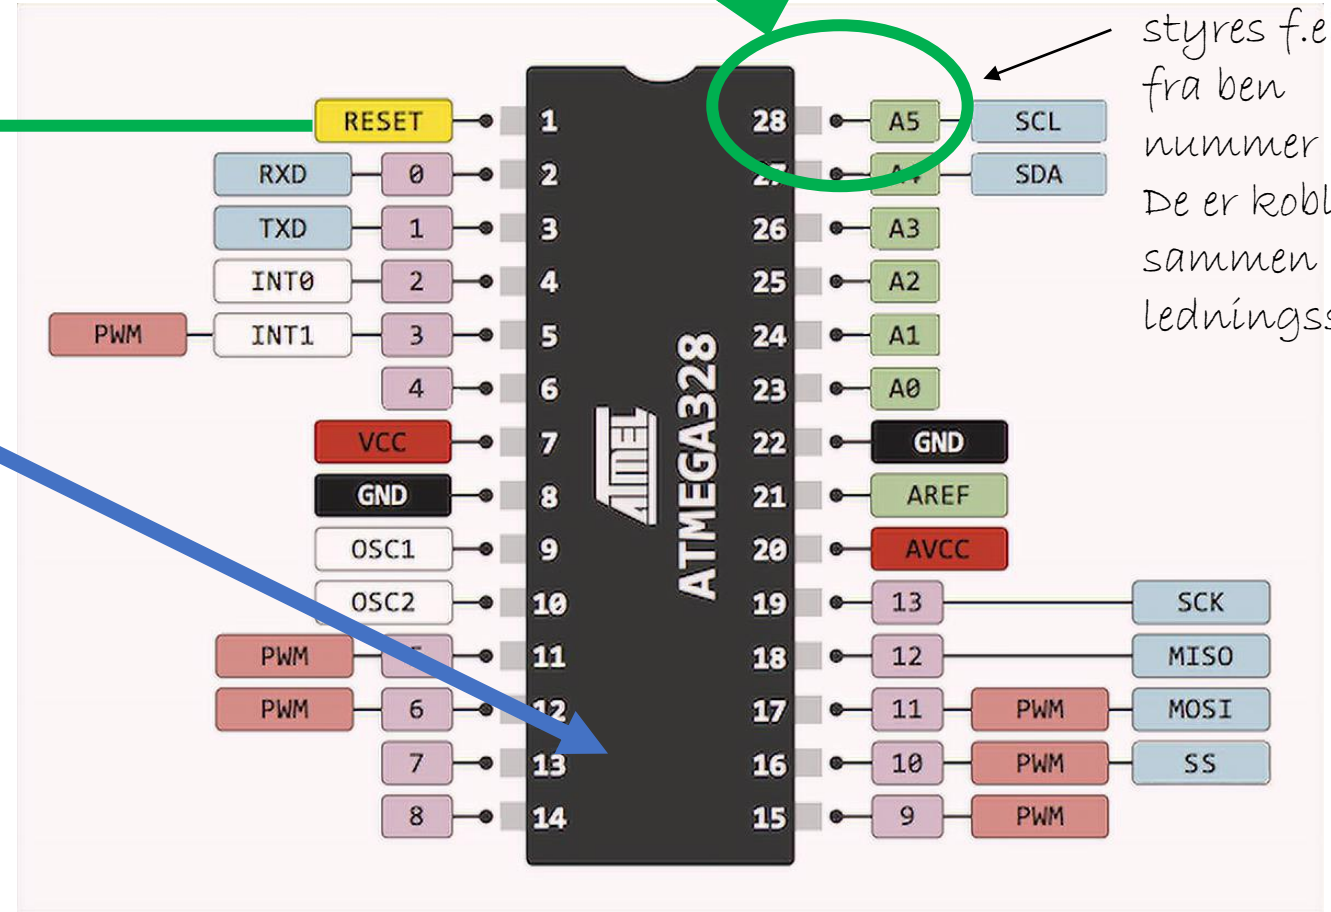 styres f.e
fra ben
nummer
De er kobl
sammen
ledningss
RESET 1 28 A5 SCL
RXD 0 2 27 A4 SDA
TXD 1 3 26 A3
INT0 2 4 25 A2
PWM INT1 3 5 24 A1
4 6 23 A0
VCC 7 22 GND
GND 8 21 AREF
OSC1 9 20 AVCC
OSC2 10 19 13 SCK
PWM 11 18 12 MISO
PWM 6 12 17 11 PWM MOSI
7 13 16 10 PWM SS
8 14 15 9 PWM
ATMEL
ATMEGA328